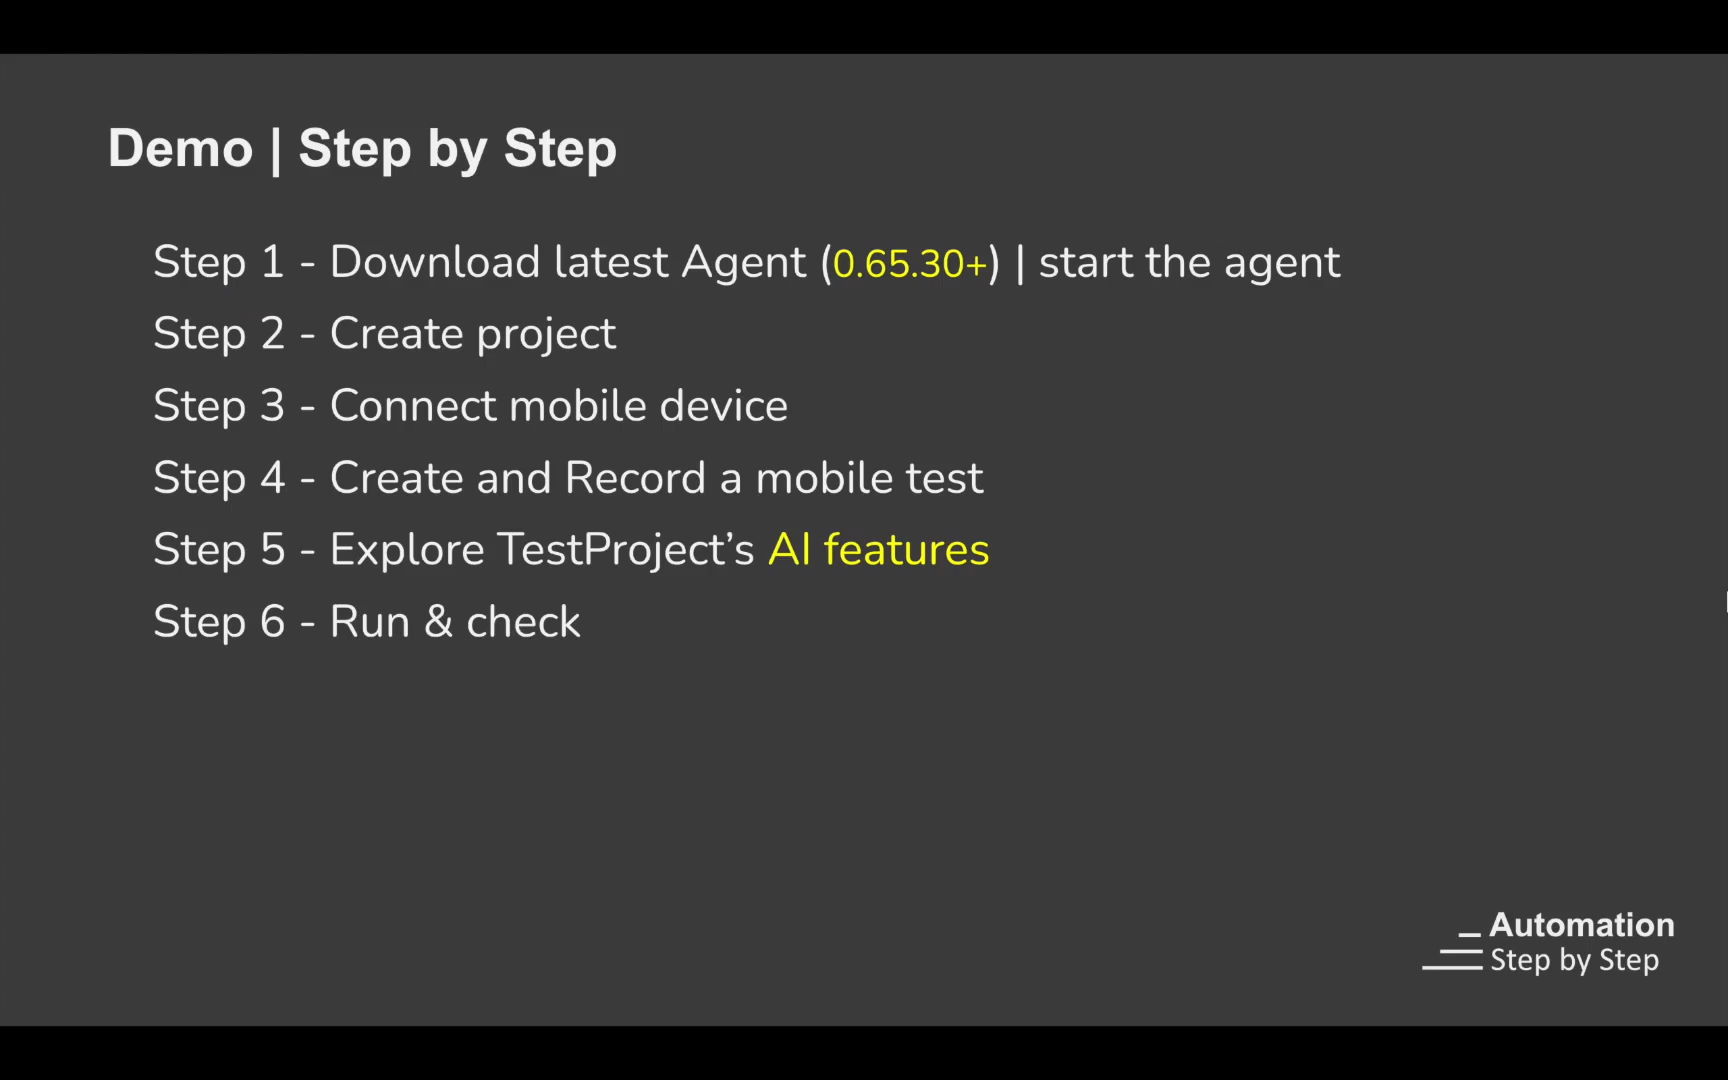 Demo | Step by Step
Step 1 - Download latest Agent (0.65.30+) | start the agent
Step 2 - Create project
Step 3 - Connect mobile device
Step 4 - Create and Record a mobile test
Step 5 - Explore TestProject’s AI features
Step 6 - Run & check
Automation
Step by Step